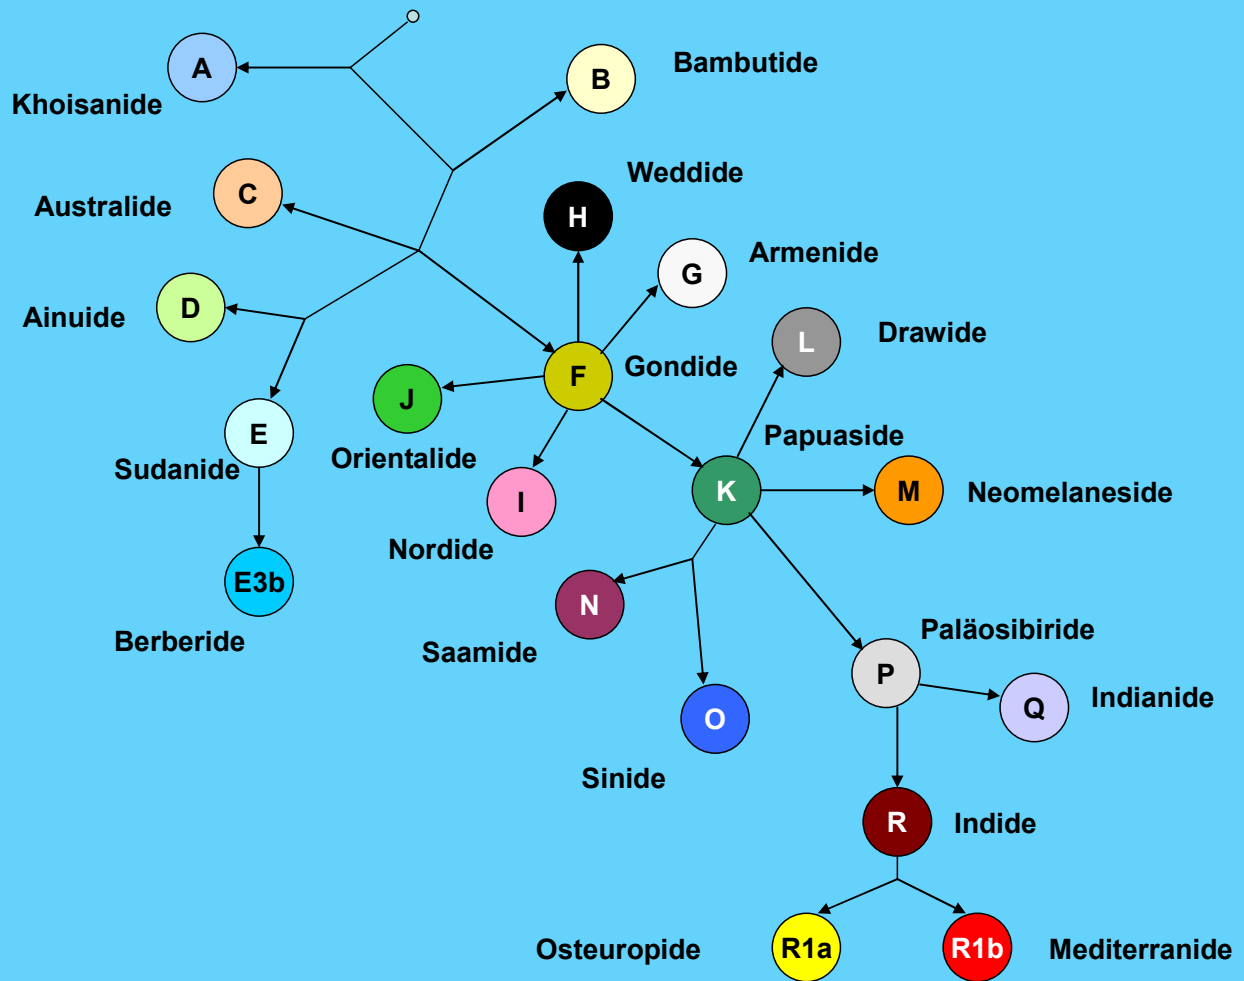 A
Khoisanide
B
Bambutide
C
Australide
Weddide
H
G
Armenide
D
Ainuide
L
Drawide
F
Gondide
J
Orientalide
E
Sudanide
Papuaside
K
M
Neomelaneside
I
Nordide
E3b
Berberide
N
Saamide
Paläosibiride
P
Q
Indianide
O
Sinide
R
Indide
Osteuropide
R1a
R1b
Mediterranide